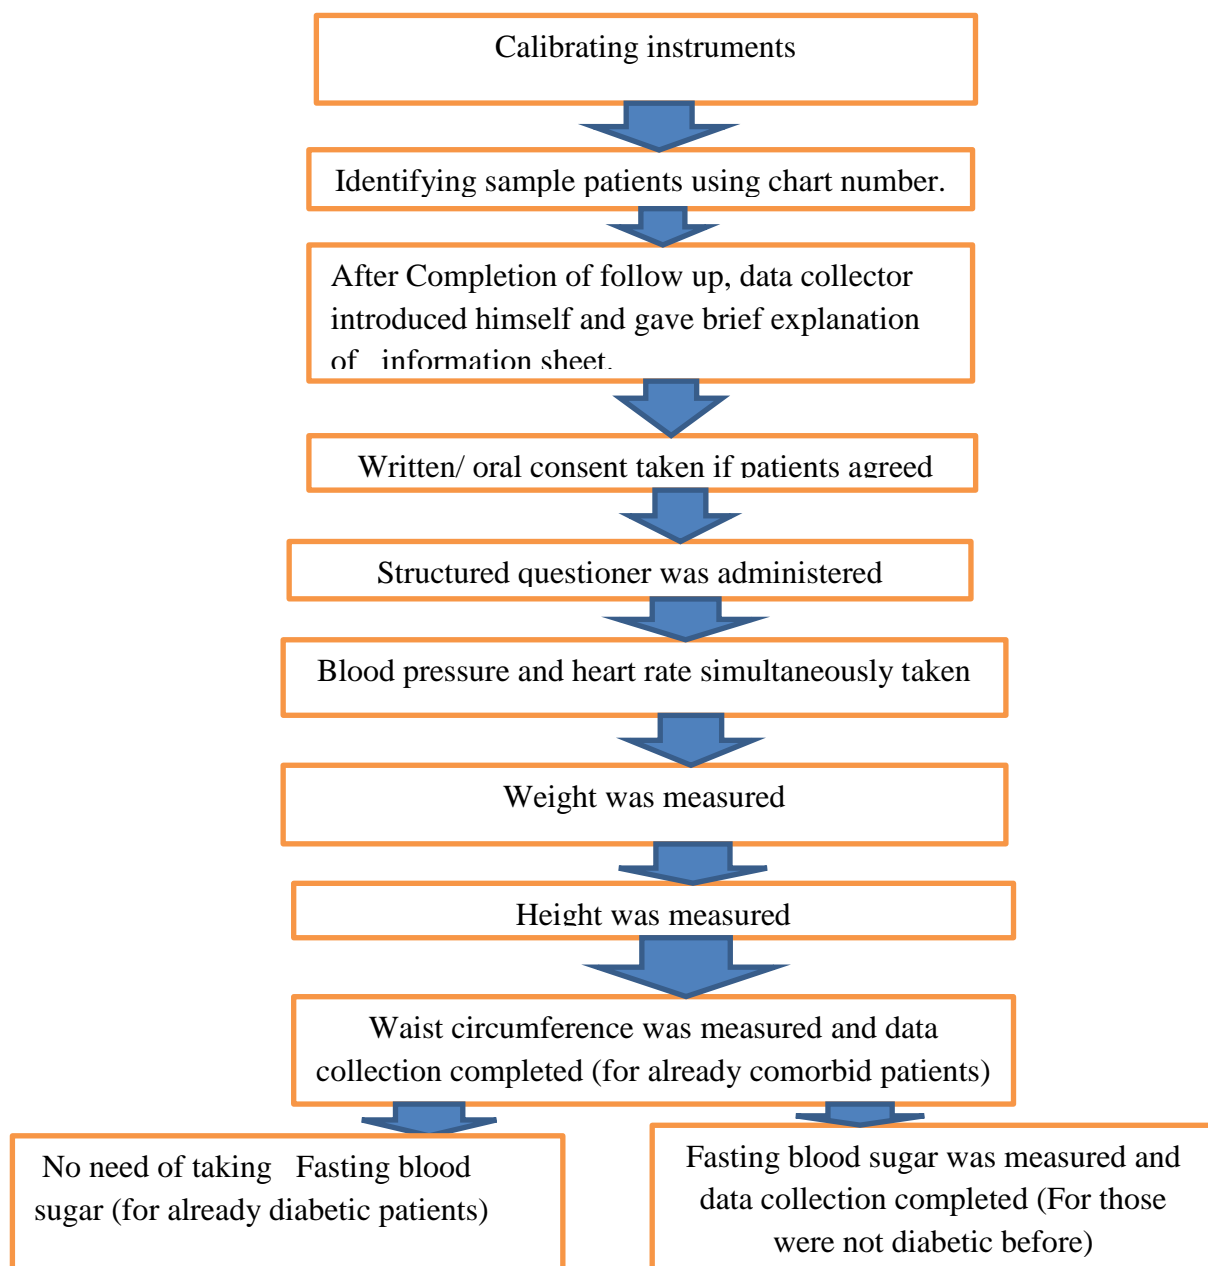 Calibrating instruments
Identifying sample patients using chart number.
After Completion of follow up, data collector
introduced himself and gave brief explanation
of information sheet.
Written/ oral consent taken if patients agreed
Structured questioner was administered
Blood pressure and heart rate simultaneously taken
Weight was measured
Height was measured
Waist circumference was measured and data
collection completed (for already comorbid patients)
No need of taking Fasting blood
sugar (for already diabetic patients)
Fasting blood sugar was measured and
data collection completed (For those
were not diabetic before)